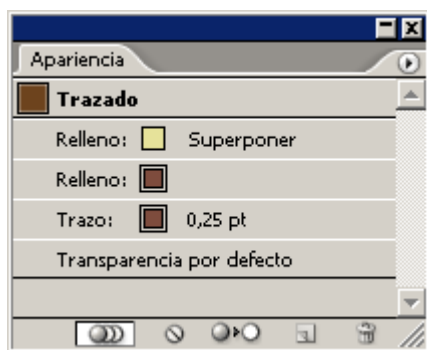 Apariencia
Trazado
Relleno: Superponer
Relleno:
Trazo: 0,25 pt
Transparencia por defecto